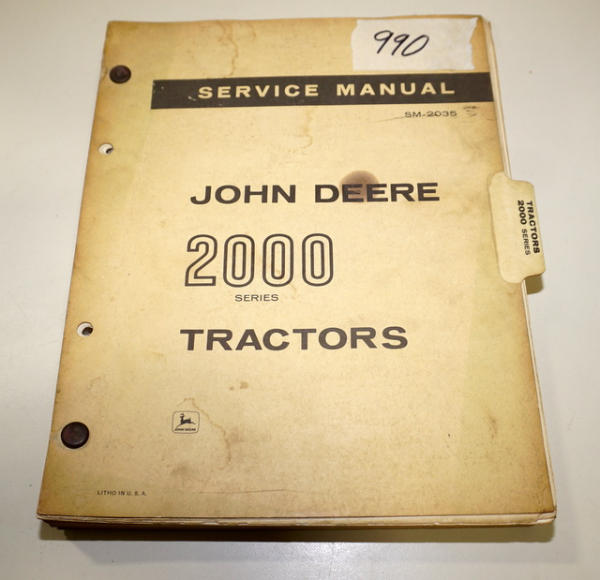 990
SERVICE MANUAL
SM-2035
JOHN DEERE
2000
SERIES
TRACTORS
TRACTORS
2000 SERIES
JOHN DEERE
LITHO IN U. S. A.